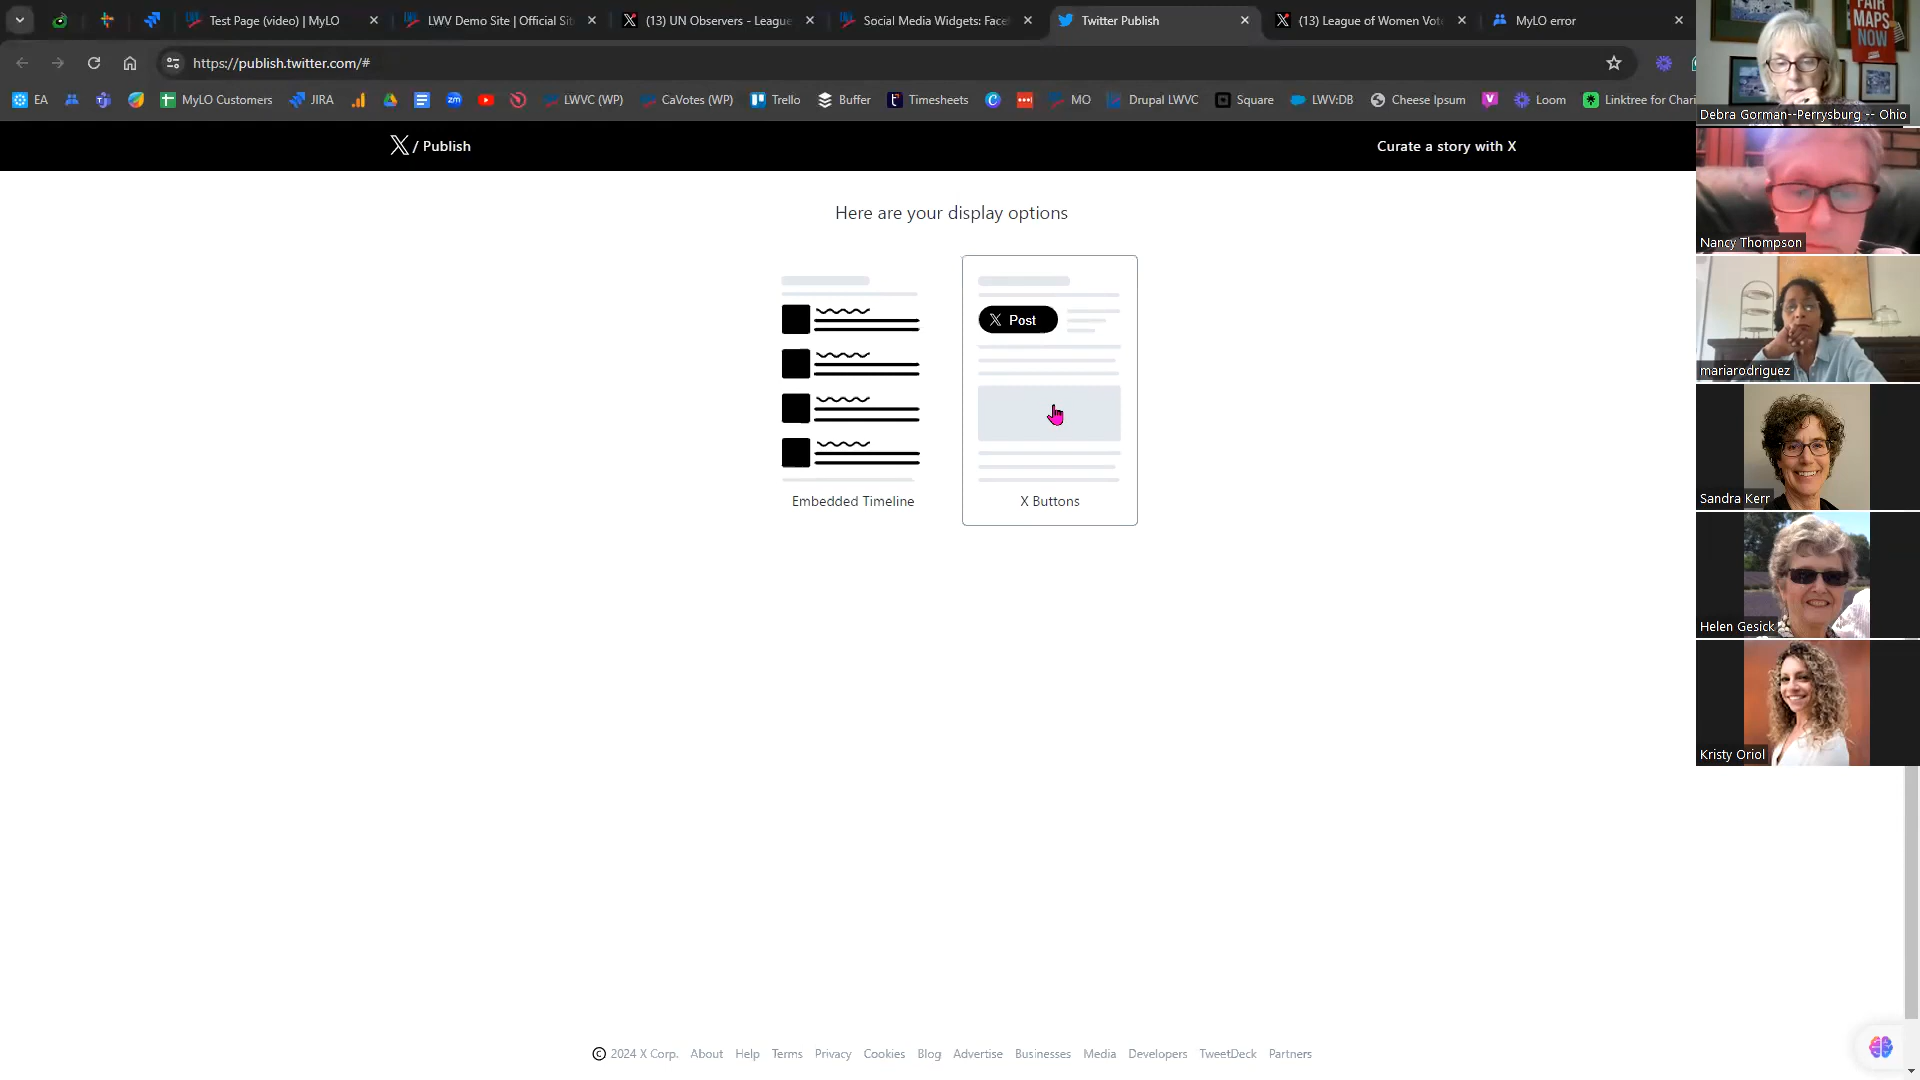 Test Page (video) | MyLO
LWV Demo Site | Official Sit
(13) UN Observers - League
Social Media Widgets: Face
Twitter Publish
(13) League of Women Vot
MyLO error
https://publish.twitter.com/#
EA
MyLO Customers
JIRA
LWVC (WP)
CaVotes (WP)
Trello
Buffer
Timesheets
MO
Drupal LWVC
Square
LWV:DB
Cheese Ipsum
Loom
Linktree for Chari
X / Publish
Curate a story with X
Here are your display options
X Post
Embedded Timeline
X Buttons
© 2024 X Corp. About Help Terms Privacy Cookies Blog Advertise Businesses Media Developers TweetDeck Partners
FAIR
MAPS
NOW
Debra Gorman--Perrysburg -- Ohio
Nancy Thompson
mariarodriguez
Sandra Kerr
Helen Gesick
Kristy Oriol